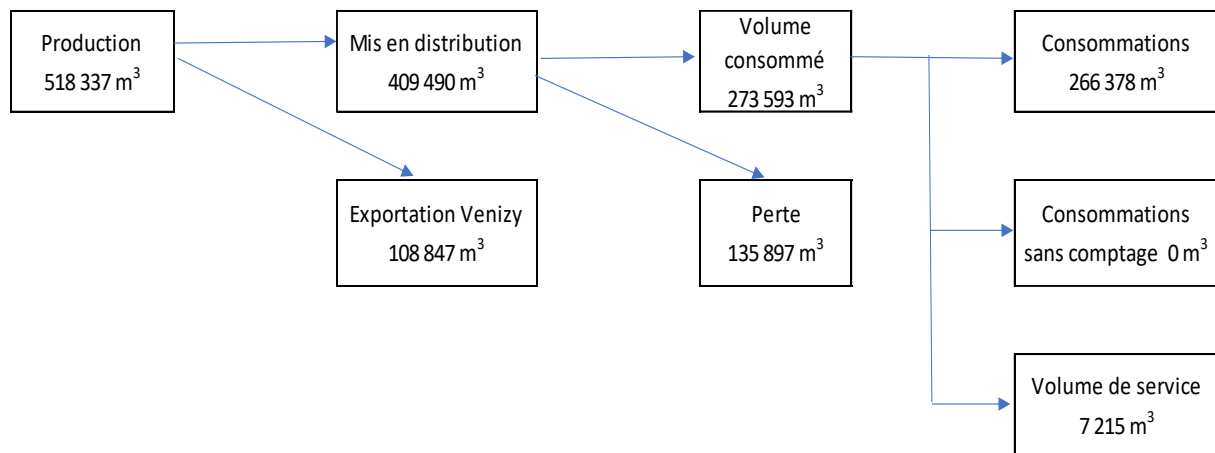 Production
518 337 m³
Mis en distribution
409 490 m³
Volume
consommé
273 593 m³
Consommations
266 378 m³
Exportation Venizy
108 847 m³
Perte
135 897 m³
Consommations
sans comptage 0 m³
Volume de service
7 215 m³